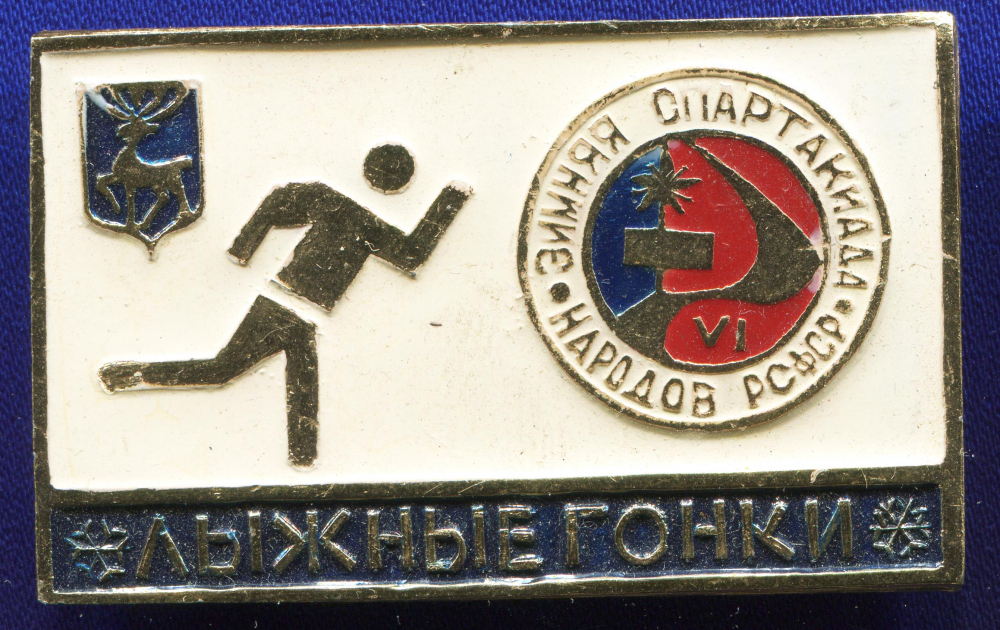 ЗИМНЯЯ СПАРТАКИАДА
• НАРОДОВ РСФСР •
VI
ЛЫЖНЫЕ ГОНКИ